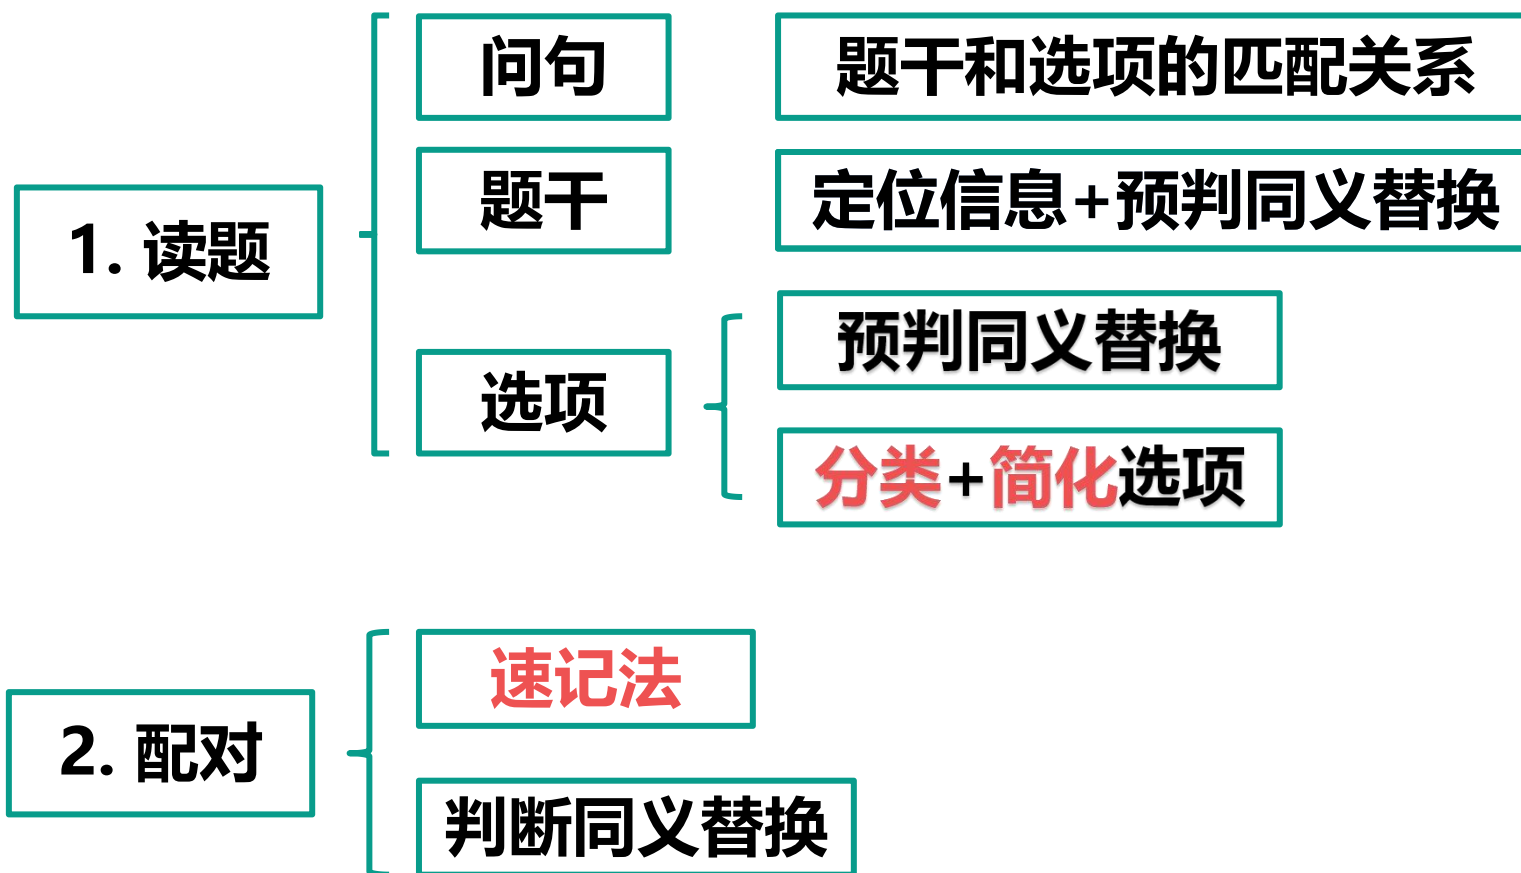 1. 读题
问句
题干和选项的匹配关系
题干
定位信息+预判同义替换
选项
预判同义替换
分类+简化选项
2. 配对
速记法
判断同义替换